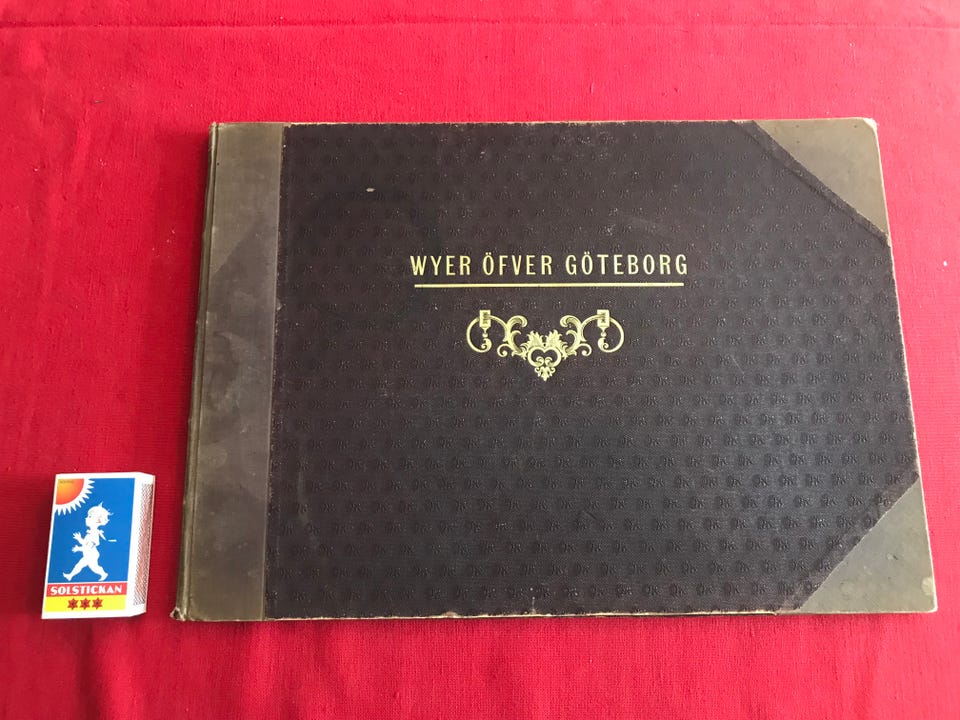 WYER ÖFVER GÖTEBORG
SOLSTICKAN